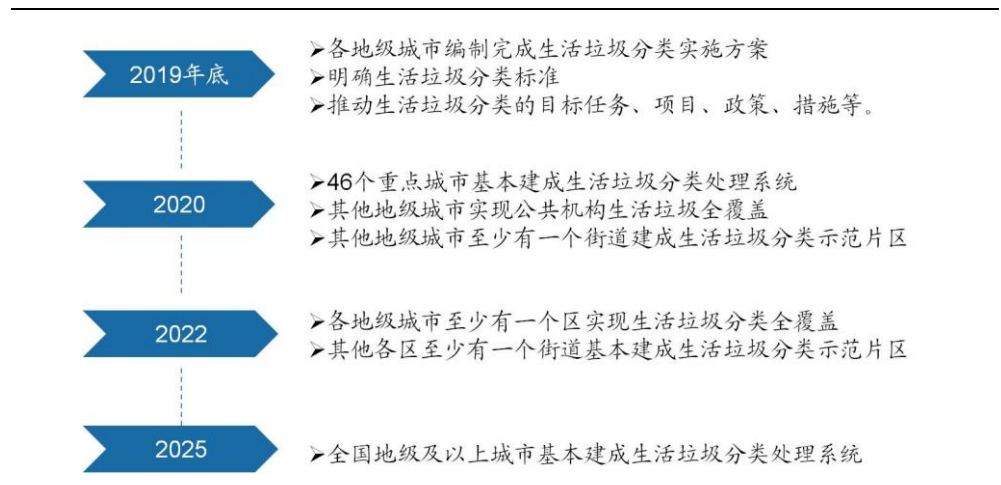 2019年底
➢各地级城市编制完成生活垃圾分类实施方案
➢明确生活垃圾分类标准
➢推动生活垃圾分类的目标任务、项目、政策、措施等。
2020
➢46个重点城市基本建成生活垃圾分类处理系统
➢其他地级城市实现公共机构生活垃圾全覆盖
➢其他地级城市至少有一个街道建成生活垃圾分类示范片区
2022
➢各地级城市至少有一个区实现生活垃圾分类全覆盖
➢其他各区至少有一个街道基本建成生活垃圾分类示范片区
2025
➢全国地级及以上城市基本建成生活垃圾分类处理系统